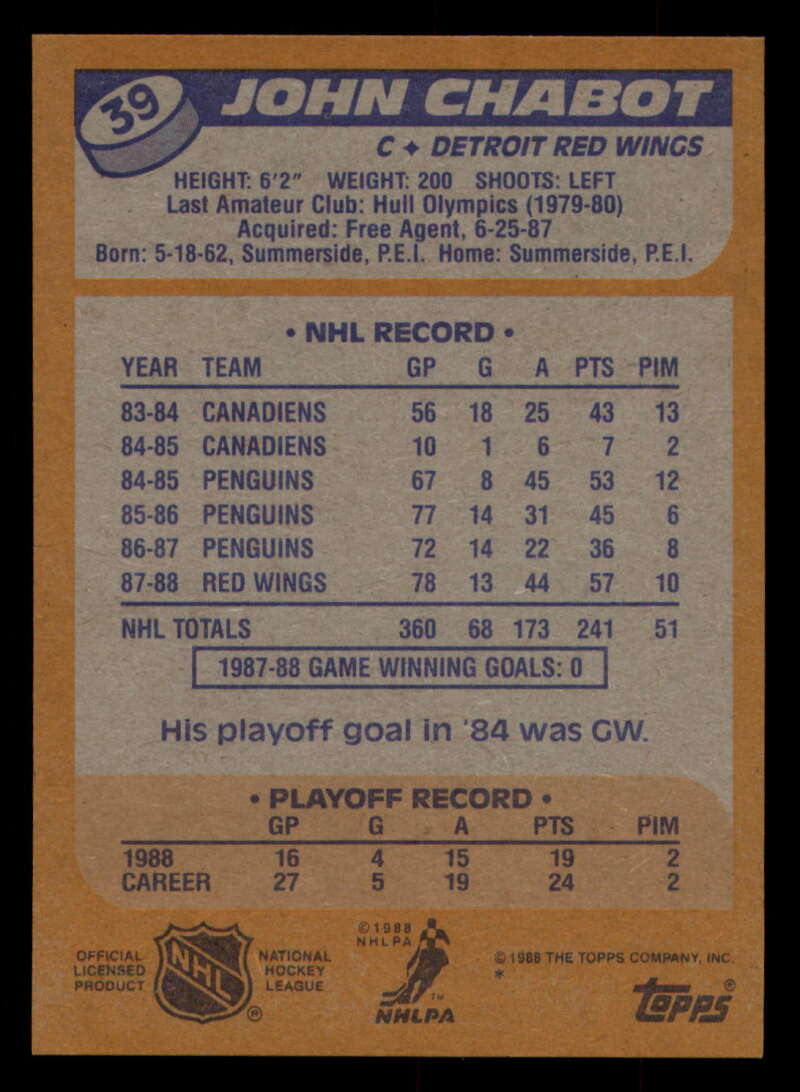 39 JOHN CHABOT
C ✦ DETROIT RED WINGS
HEIGHT: 6'2" WEIGHT: 200 SHOOTS: LEFT
Last Amateur Club: Hull Olympics (1979-80)
Acquired: Free Agent, 6-25-87
Born: 5-18-62, Summerside, P.E.I. Home: Summerside, P.E.I.
• NHL RECORD •
YEAR TEAM GP G A PTS PIM
83-84 CANADIENS 56 18 25 43 13
84-85 CANADIENS 10 1 6 7 2
84-85 PENGUINS 67 8 45 53 12
85-86 PENGUINS 77 14 31 45 6
86-87 PENGUINS 72 14 22 36 8
87-88 RED WINGS 78 13 44 57 10
NHL TOTALS 360 68 173 241 51
1987-88 GAME WINNING GOALS: 0
His playoff goal in '84 was GW.
• PLAYOFF RECORD •
GP G A PTS PIM
1988 16 4 15 19 2
CAREER 27 5 19 24 2
OFFICIAL
LICENSED
PRODUCT
NHL ®
NATIONAL
HOCKEY
LEAGUE
©1988
NHLPA
TM
NHLPA
©1988 THE TOPPS COMPANY, INC.
*
topps ®